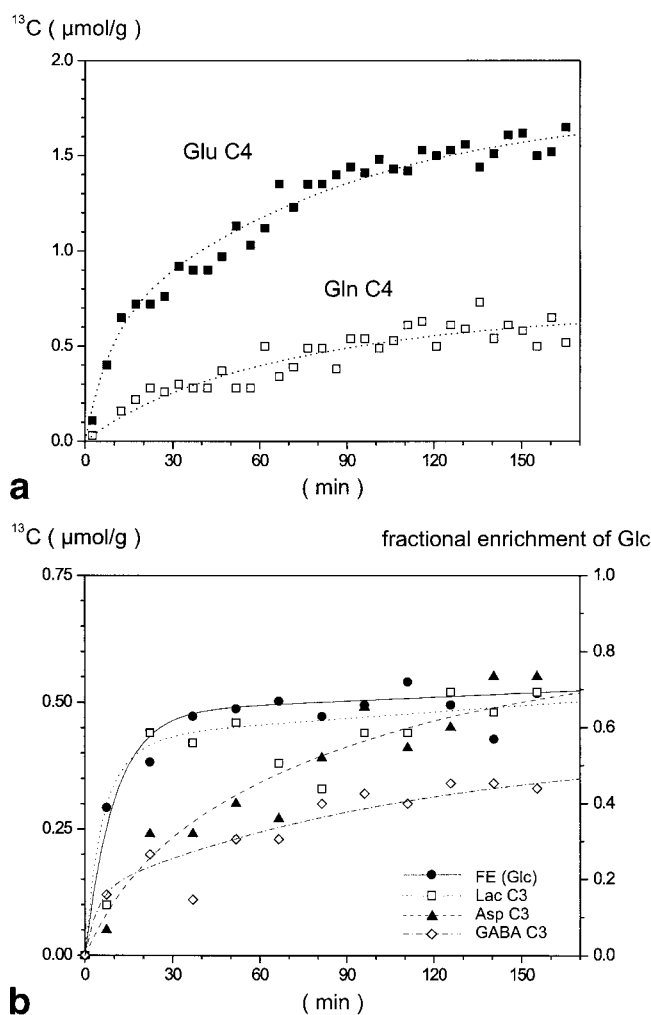 ¹³C ( µmol/g )
2.0
1.5
1.0
0.5
0.0
Glu C4
Gln C4
0 30 60 90 120 150
( min )
a
¹³C ( µmol/g ) fractional enrichment of Glc
0.75
0.50
0.25
0.00
1.0
0.8
0.6
0.4
0.2
0.0
FE (Glc)
Lac C3
Asp C3
GABA C3
0 30 60 90 120 150
( min )
b